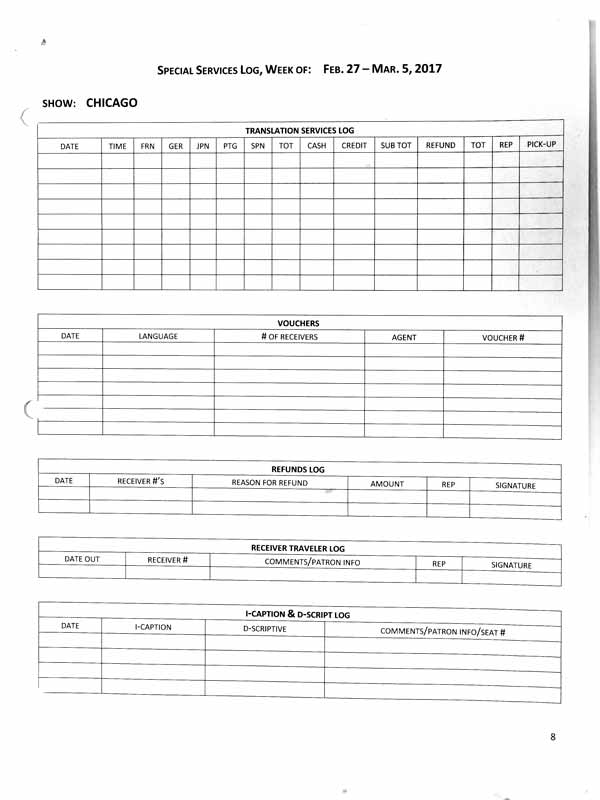 SPECIAL SERVICES LOG, WEEK OF: FEB. 27 – MAR. 5, 2017
SHOW: CHICAGO
TRANSLATION SERVICES LOG
DATE TIME FRN GER JPN PTG SPN TOT CASH CREDIT SUB TOT REFUND TOT REP PICK-UP
VOUCHERS
DATE LANGUAGE # OF RECEIVERS AGENT VOUCHER #
REFUNDS LOG
DATE RECEIVER #'S REASON FOR REFUND AMOUNT REP SIGNATURE
RECEIVER TRAVELER LOG
DATE OUT RECEIVER # COMMENTS/PATRON INFO REP SIGNATURE
I-CAPTION & D-SCRIPT LOG
DATE I-CAPTION D-SCRIPTIVE COMMENTS/PATRON INFO/SEAT #
8